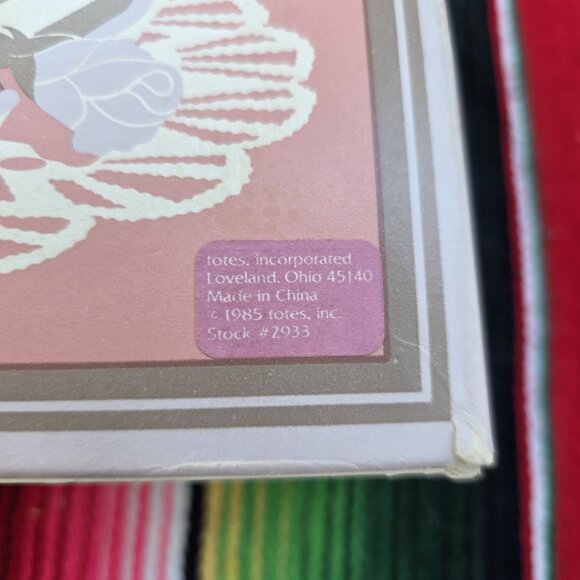 totes, incorporated
Loveland, Ohio 45140
Made in China
© 1985 totes, inc.
Stock #2933